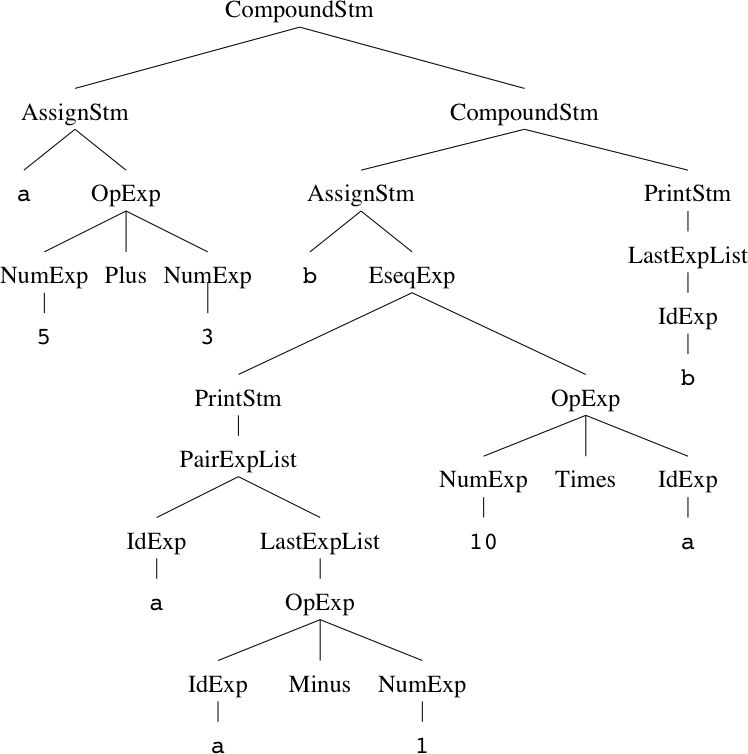 CompoundStm
AssignStm CompoundStm
a OpExp AssignStm PrintStm
NumExp Plus NumExp b EseqExp LastExpList
5 3 IdExp
b
PrintStm OpExp
PairExpList NumExp Times IdExp
IdExp LastExpList 10 a
a OpExp
IdExp Minus NumExp
a 1